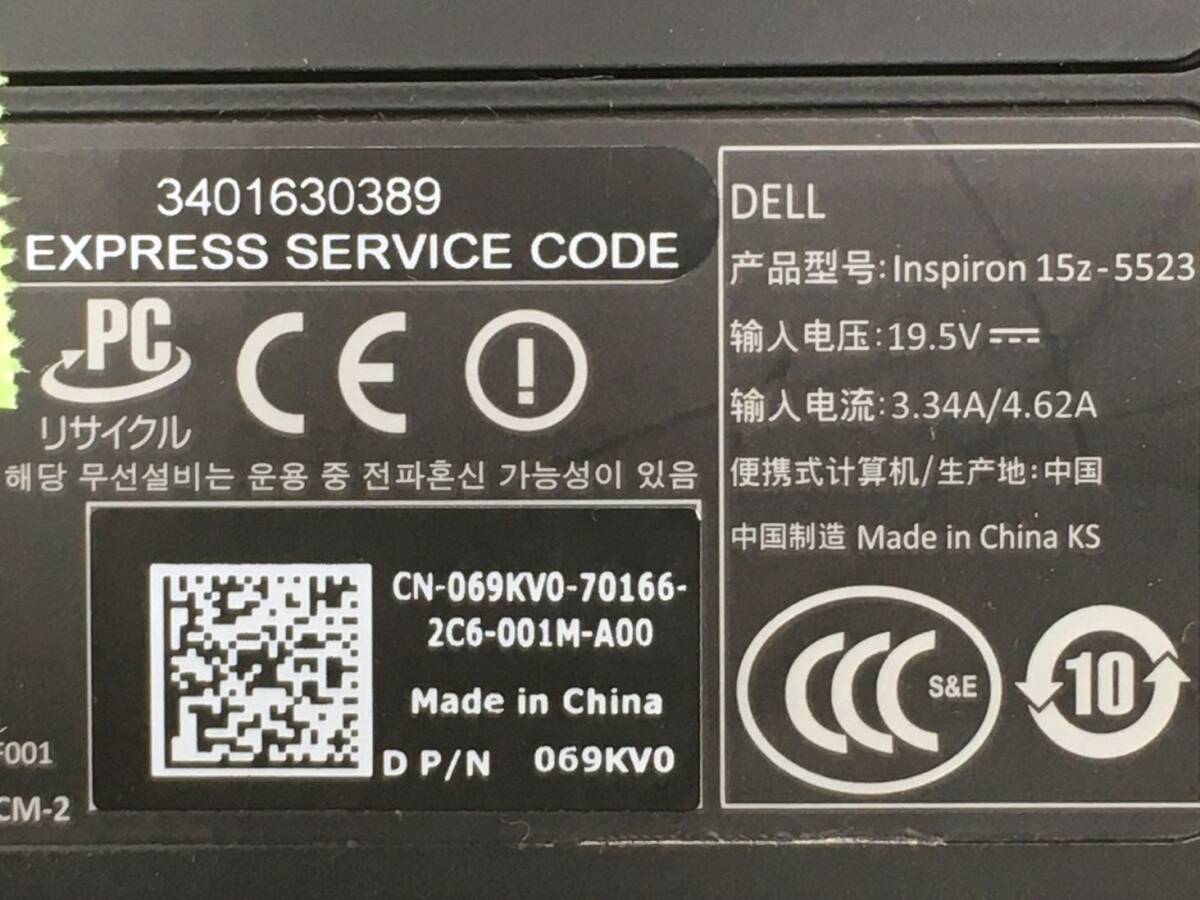 3401630389
EXPRESS SERVICE CODE
PC
リサイクル
CE
해당 무선설비는 운용 중 전파혼신 가능성이 있음
CN-069KV0-70166-
2C6-001M-A00
Made in China
D P/N 069KV0
F001
CM-2
DELL
产品型号:Inspiron 15z-5523
输入电压:19.5V
输入电流:3.34A/4.62A
便携式计算机/生产地:中国
中国制造 Made in China KS
CCC S&E
10